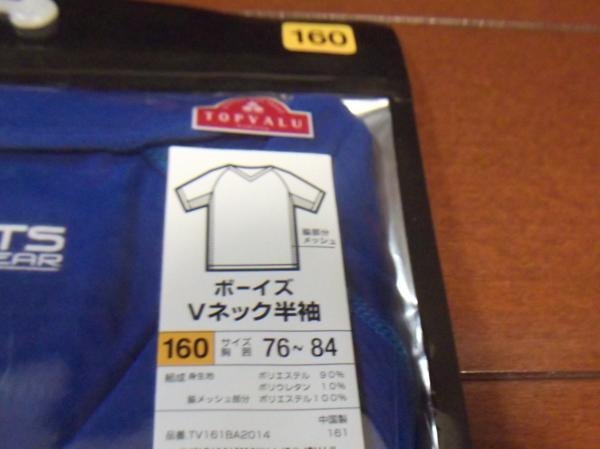 160
TOPVALU
TS
EAR
脇部分
メッシュ
ボーイズ
Vネック半袖
160 サイズ 胸囲 76~84
組成 身生地 ポリエステル 90%
ポリウレタン 10%
脇メッシュ部分 ポリエステル100%
中国製
品番:TV161BA2014 161